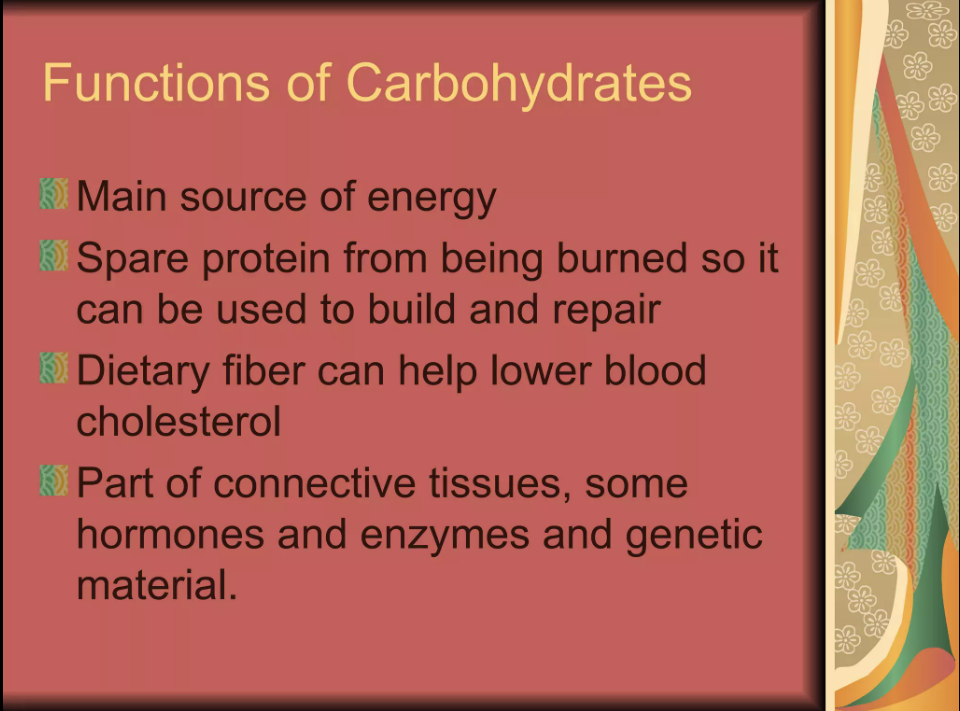 Functions of Carbohydrates
Main source of energy
Spare protein from being burned so it
can be used to build and repair
Dietary fiber can help lower blood
cholesterol
Part of connective tissues, some
hormones and enzymes and genetic
material.